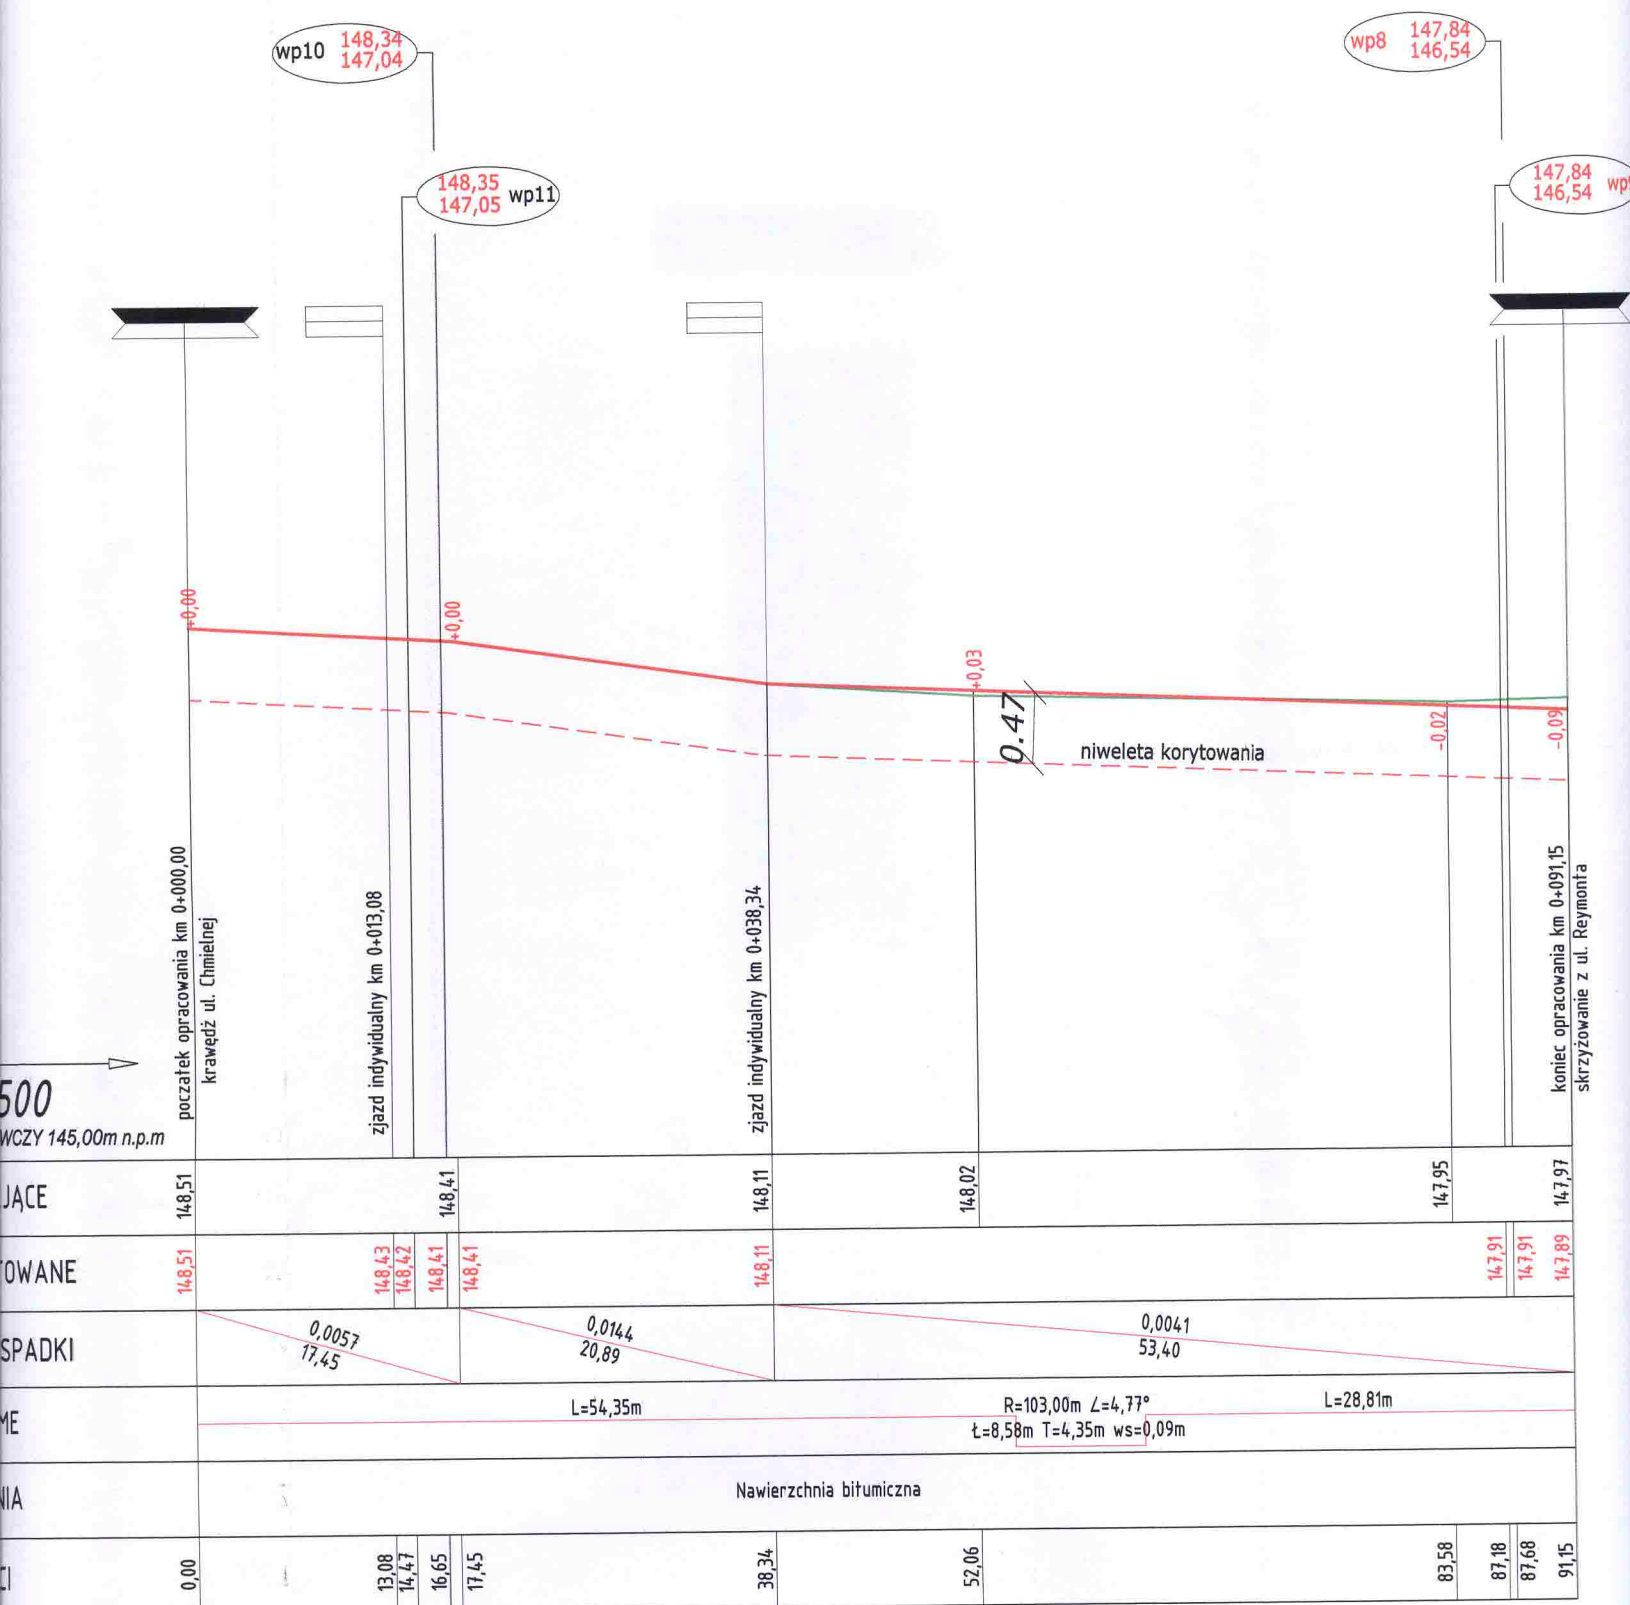 wp10 148,34
147,04
wp8 147,84
146,54
148,35 wp11
147,05
147,84
146,54
+0,00
+0,00
+0,03
-0,02
-0,09
0.47
niweleta korytowania
początek opracowania km 0+000,00
krawędź ul. Chmielnej
zjazd indywidualny km 0+013,08
zjazd indywidualny km 0+038,34
koniec opracowania km 0+091,15
skrzyżowanie z ul. Reymonta
500
WCZY 145,00m n.p.m
JĄCE 148,51 148,41 148,11 148,02 147,95 147,97
OWANE 148,51 148,43 148,42 148,41 148,41 148,11 147,91 147,91 147,89
SPADKI 0,0057 0,0144 0,0041
17,45 20,89 53,40
ME L=54,35m R=103,00m ∠=4,77° L=28,81m
Ł=8,58m T=4,35m ws=0,09m
NIA Nawierzchnia bitumiczna
CI 0,00 13,08 14,47 16,65 17,45 38,34 52,06 83,58 87,18 87,68 91,15